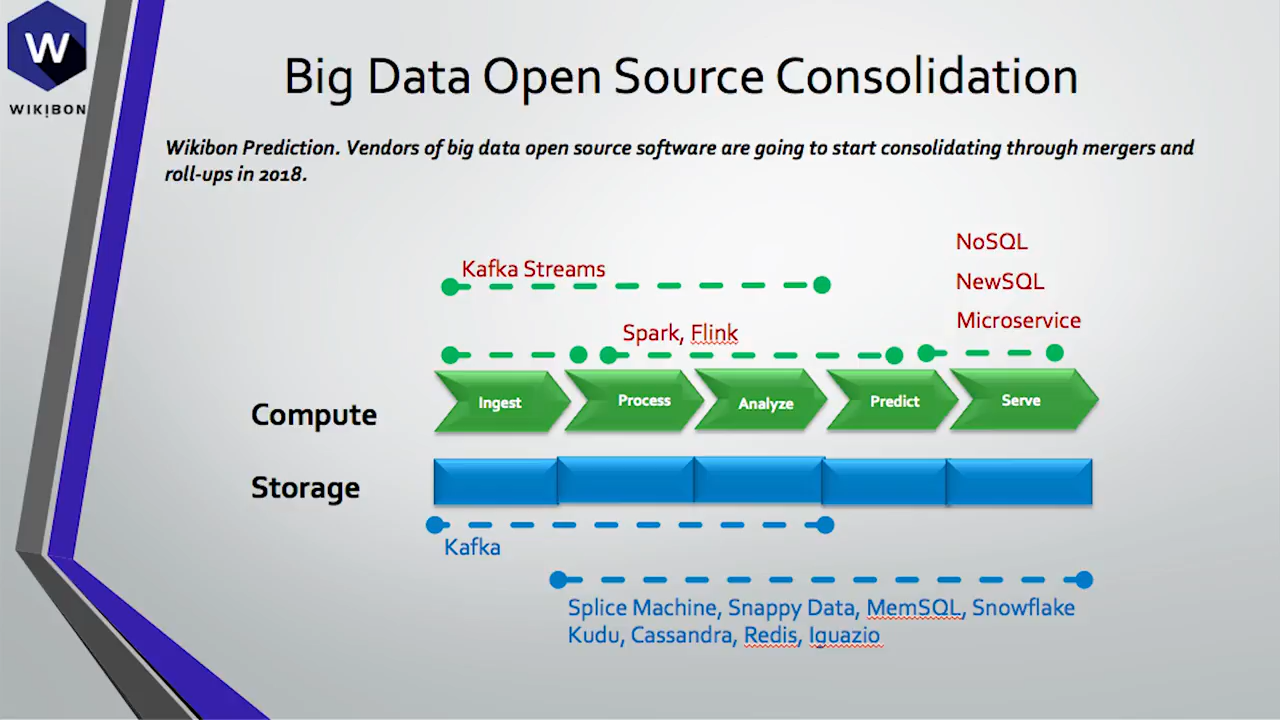 W
WIKIBON
Big Data Open Source Consolidation
Wikibon Prediction. Vendors of big data open source software are going to start consolidating through mergers and
roll-ups in 2018.
NoSQL
Kafka Streams
NewSQL
Microservice
Spark, Flink
Compute
Ingest
Process
Analyze
Predict
Serve
Storage
Kafka
Splice Machine, Snappy Data, MemSQL, Snowflake
Kudu, Cassandra, Redis, Iguazio